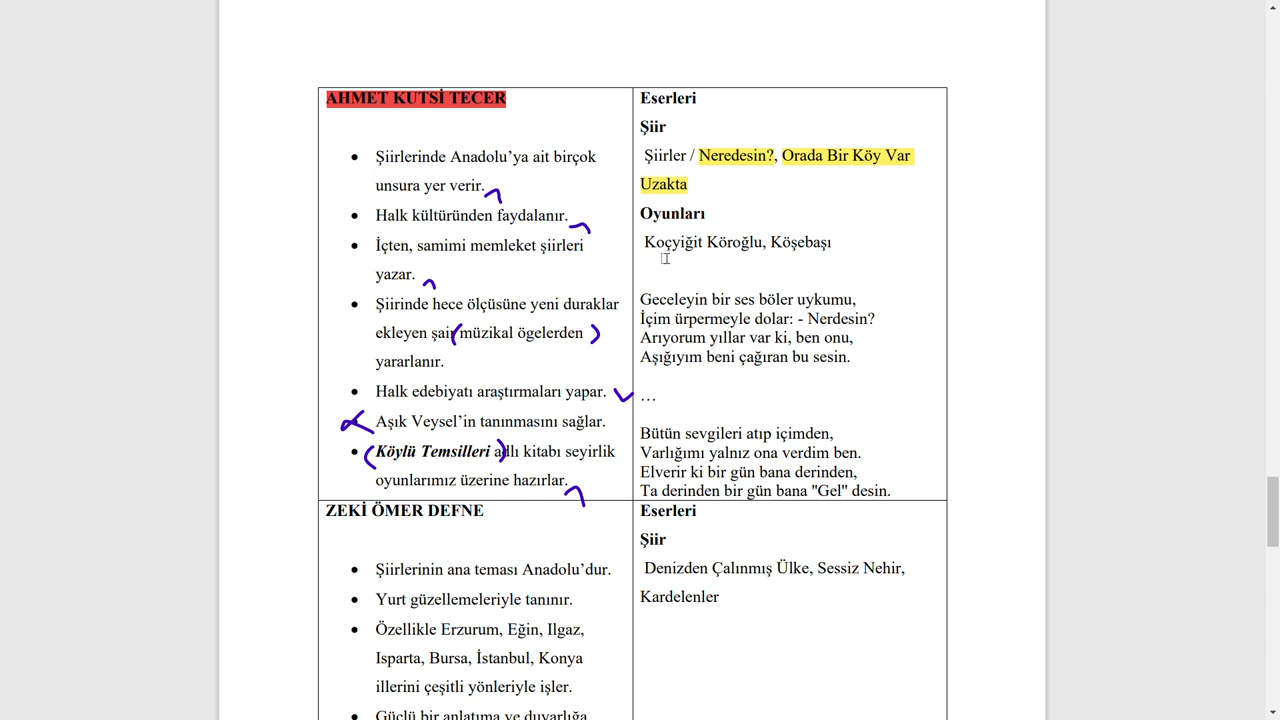 AHMET KUTSİ TECER
• Şiirlerinde Anadolu’ya ait birçok
unsura yer verir.
• Halk kültüründen faydalanır.
• İçten, samimi memleket şiirleri
yazar.
• Şiirinde hece ölçüsüne yeni duraklar
ekleyen şair müzikal ögelerden
yararlanır.
• Halk edebiyatı araştırmaları yapar.
• Aşık Veysel’in tanınmasını sağlar.
• Köylü Temsilleri adlı kitabı seyirlik
oyunlarımız üzerine hazırlar.
Eserleri
Şiir
Şiirler / Neredesin?, Orada Bir Köy Var
Uzakta
Oyunları
Koçyiğit Köroğlu, Köşebaşı
Geceleyin bir ses böler uykumu,
İçim ürpermeyle dolar: - Nerdesin?
Arıyorum yıllar var ki, ben onu,
Aşığıyım beni çağıran bu sesin.
…
Bütün sevgileri atıp içimden,
Varlığımı yalnız ona verdim ben.
Elverir ki bir gün bana derinden,
Ta derinden bir gün bana "Gel" desin.
ZEKİ ÖMER DEFNE
• Şiirlerinin ana teması Anadolu’dur.
• Yurt güzellemeleriyle tanınır.
• Özellikle Erzurum, Eğin, Ilgaz,
Isparta, Bursa, İstanbul, Konya
illerini çeşitli yönleriyle işler.
• Güçlü bir anlatıma ve duyarlığa
Eserleri
Şiir
Denizden Çalınmış Ülke, Sessiz Nehir,
Kardelenler